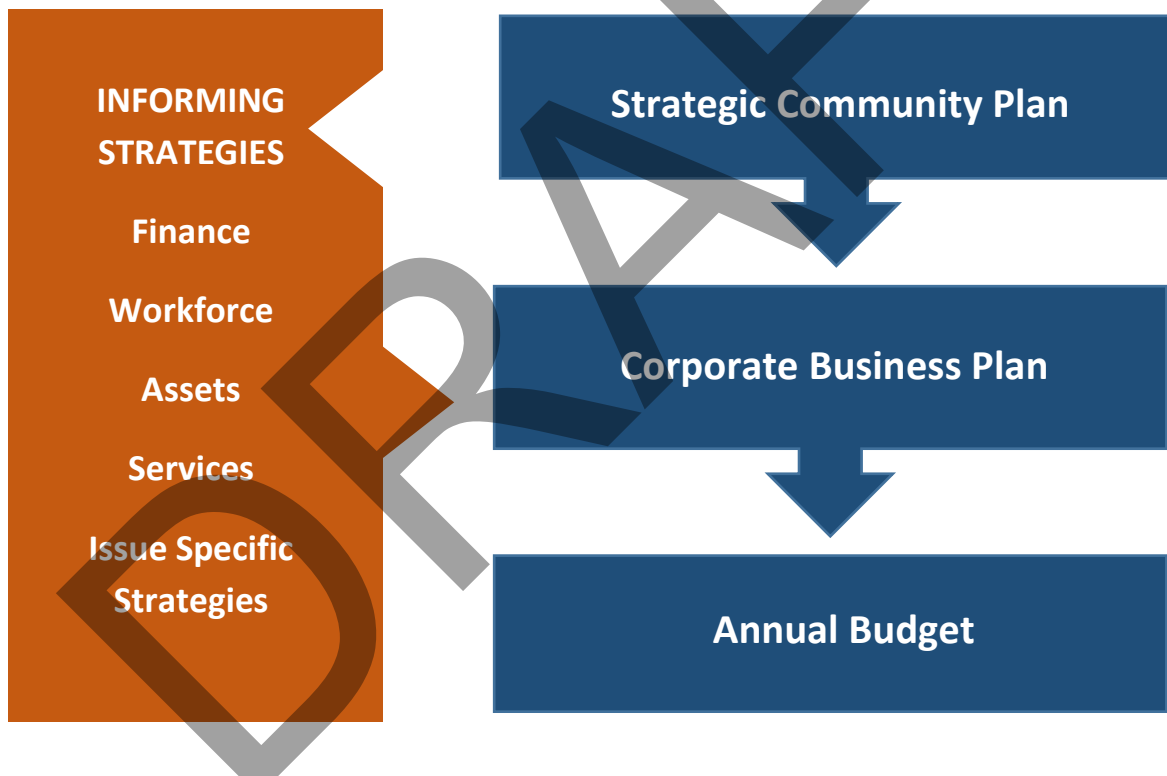 INFORMING
STRATEGIES
Finance
Workforce
Assets
Services
Issue Specific
Strategies
Strategic Community Plan
Corporate Business Plan
Annual Budget
DRAFT